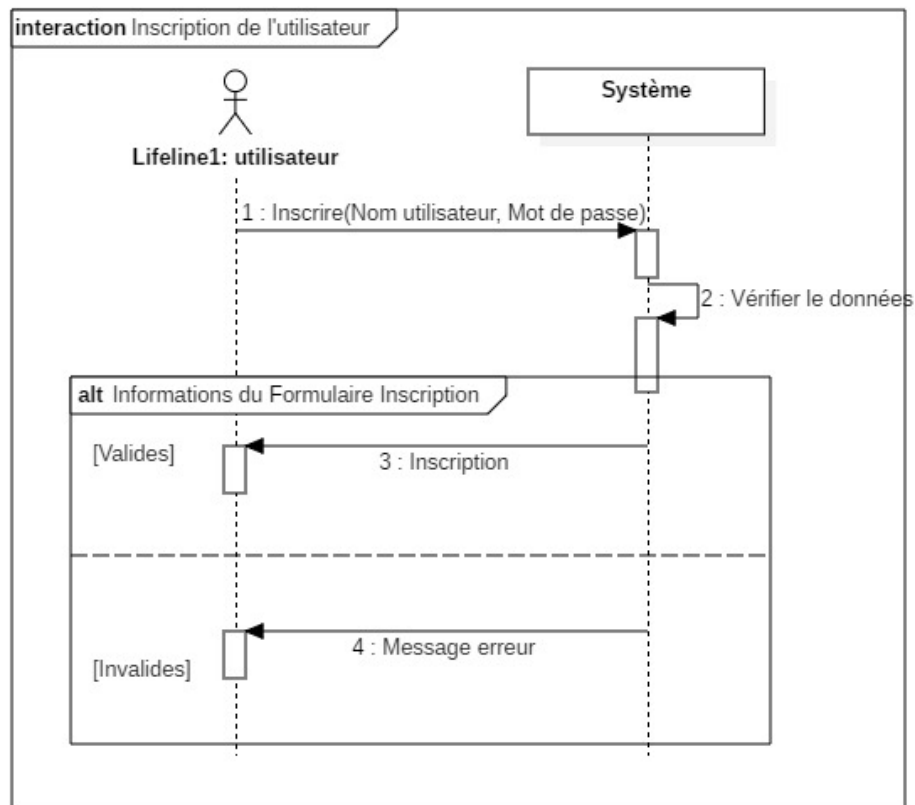 interaction Inscription de l'utilisateur
Système
Lifeline1: utilisateur
1 : Inscrire(Nom utilisateur, Mot de passe)
2 : Vérifier le données
alt Informations du Formulaire Inscription
[Valides]
3 : Inscription
4 : Message erreur
[Invalides]